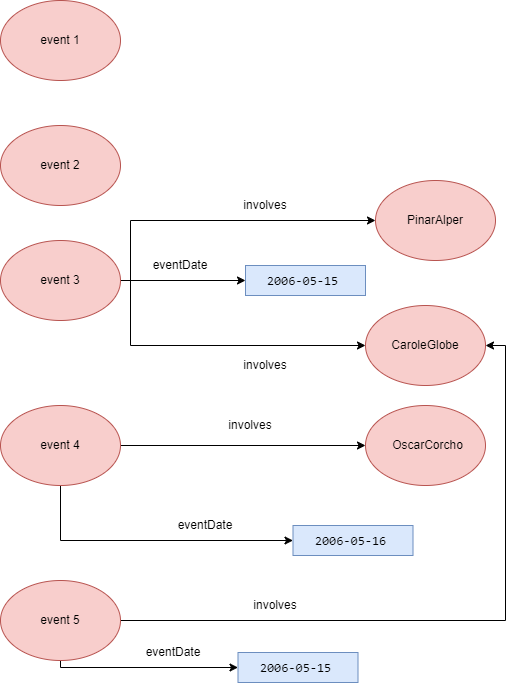 event 1
event 2
involves
PinarAlper
eventDate
event 3
2006-05-15
CaroleGlobe
involves
involves
event 4
OscarCorcho
eventDate
2006-05-16
involves
event 5
eventDate
2006-05-15